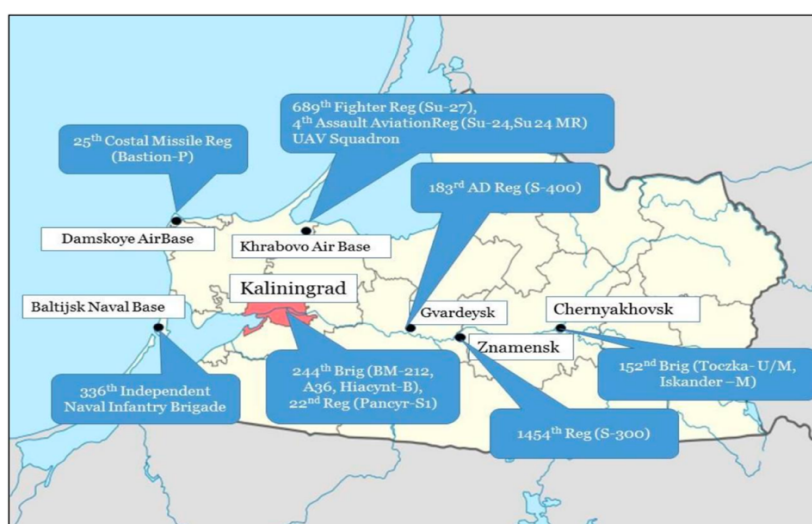 689th Fighter Reg (Su-27),
4th Assault AviationReg (Su-24,Su 24 MR)
UAV Squadron
25th Costal Missile Reg
(Bastion-P)
183rd AD Reg (S-400)
Damskoye AirBase
Khrabovo Air Base
Kaliningrad
Baltijsk Naval Base
Gvardeysk
Chernyakhovsk
Znamensk
336th Independent
Naval Infantry Brigade
244th Brig (BM-212,
A36, Hiacynt-B),
22nd Reg (Pancyr-S1)
152nd Brig (Toczka- U/M,
Iskander –M)
1454th Reg (S-300)